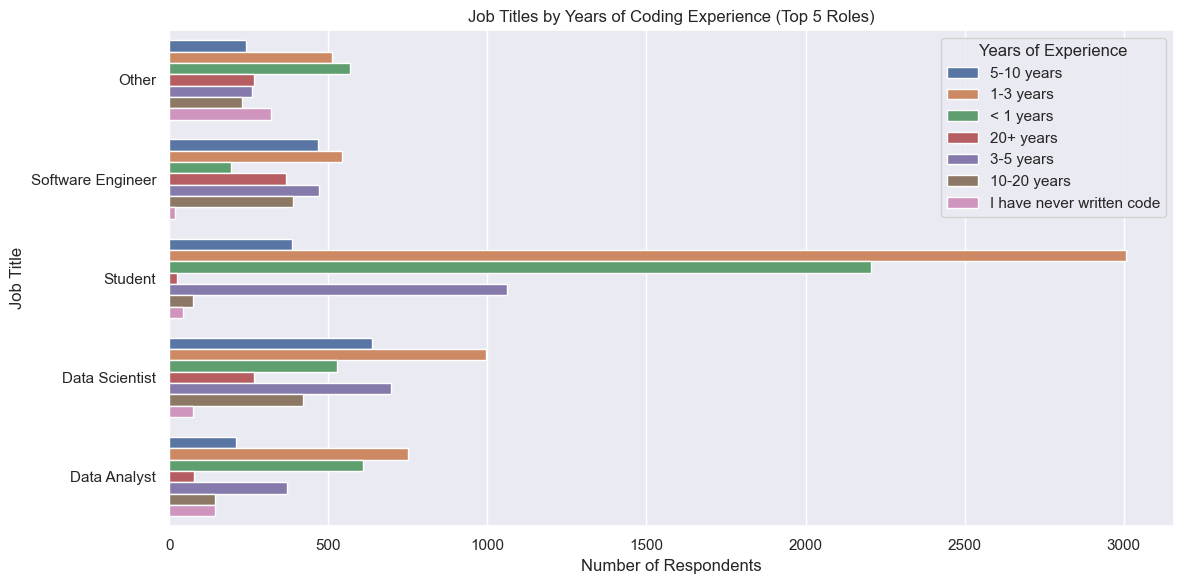 Job Titles by Years of Coding Experience (Top 5 Roles)
Years of Experience
5-10 years
1-3 years
< 1 years
20+ years
3-5 years
10-20 years
I have never written code
Job Title
Other
Software Engineer
Student
Data Scientist
Data Analyst
0 500 1000 1500 2000 2500 3000
Number of Respondents